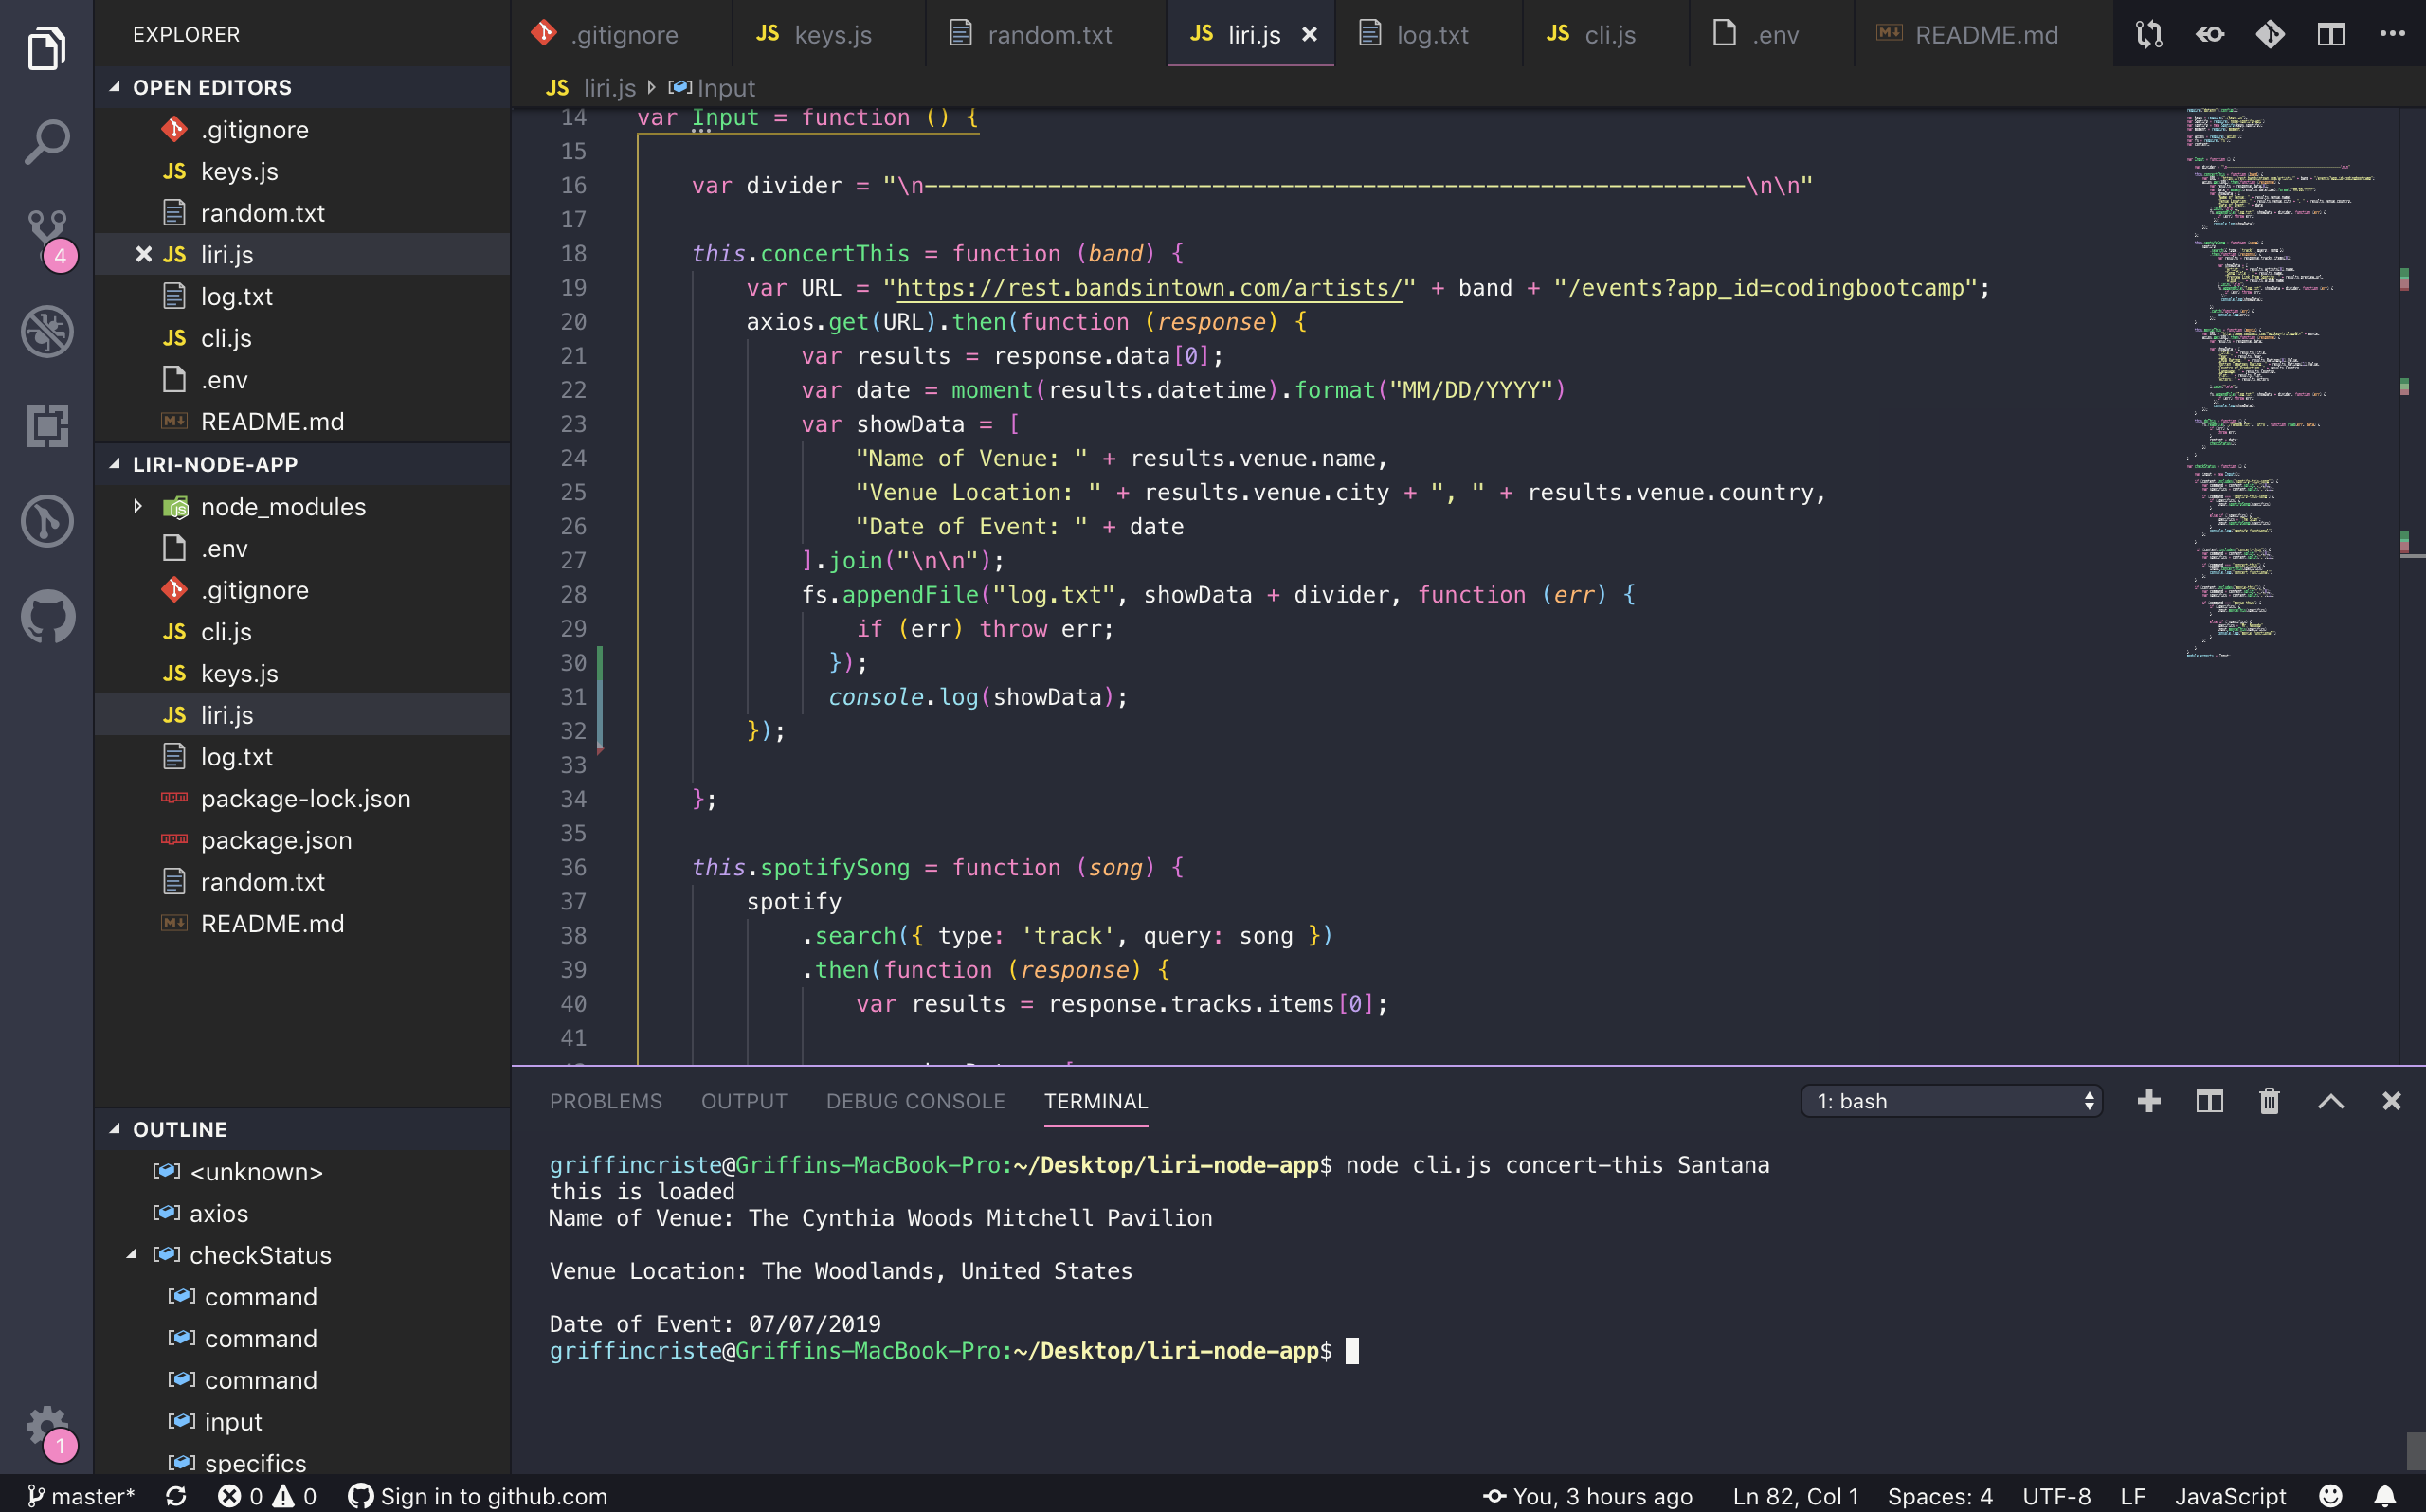 EXPLORER
OPEN EDITORS
.gitignore
JS keys.js
random.txt
JS liri.js
log.txt
JS cli.js
.env
README.md
LIRI-NODE-APP
node_modules
.env
.gitignore
JS cli.js
JS keys.js
JS liri.js
log.txt
package-lock.json
package.json
random.txt
README.md
OUTLINE
<unknown>
axios
checkStatus
command
command
command
input
specifics
4
1
.gitignore JS keys.js random.txt JS liri.js log.txt JS cli.js .env README.md
JS liri.js Input
14 var Input = function () {
15
16 var divider = "\n------------------------------------------------------------\n\n"
17
18 this.concertThis = function (band) {
19 var URL = "https://rest.bandsintown.com/artists/" + band + "/events?app_id=codingbootcamp";
20 axios.get(URL).then(function (response) {
21 var results = response.data[0];
22 var date = moment(results.datetime).format("MM/DD/YYYY")
23 var showData = [
24 "Name of Venue: " + results.venue.name,
25 "Venue Location: " + results.venue.city + ", " + results.venue.country,
26 "Date of Event: " + date
27 ].join("\n\n");
28 fs.appendFile("log.txt", showData + divider, function (err) {
29 if (err) throw err;
30 });
31 console.log(showData);
32 });
33
34 };
35
36 this.spotifySong = function (song) {
37 spotify
38 .search({ type: 'track', query: song })
39 .then(function (response) {
40 var results = response.tracks.items[0];
41
PROBLEMS OUTPUT DEBUG CONSOLE TERMINAL 1: bash
griffincriste@Griffins-MacBook-Pro:~/Desktop/liri-node-app$ node cli.js concert-this Santana
this is loaded
Name of Venue: The Cynthia Woods Mitchell Pavilion
Venue Location: The Woodlands, United States
Date of Event: 07/07/2019
griffincriste@Griffins-MacBook-Pro:~/Desktop/liri-node-app$
master* 0 0 Sign in to github.com You, 3 hours ago Ln 82, Col 1 Spaces: 4 UTF-8 LF JavaScript